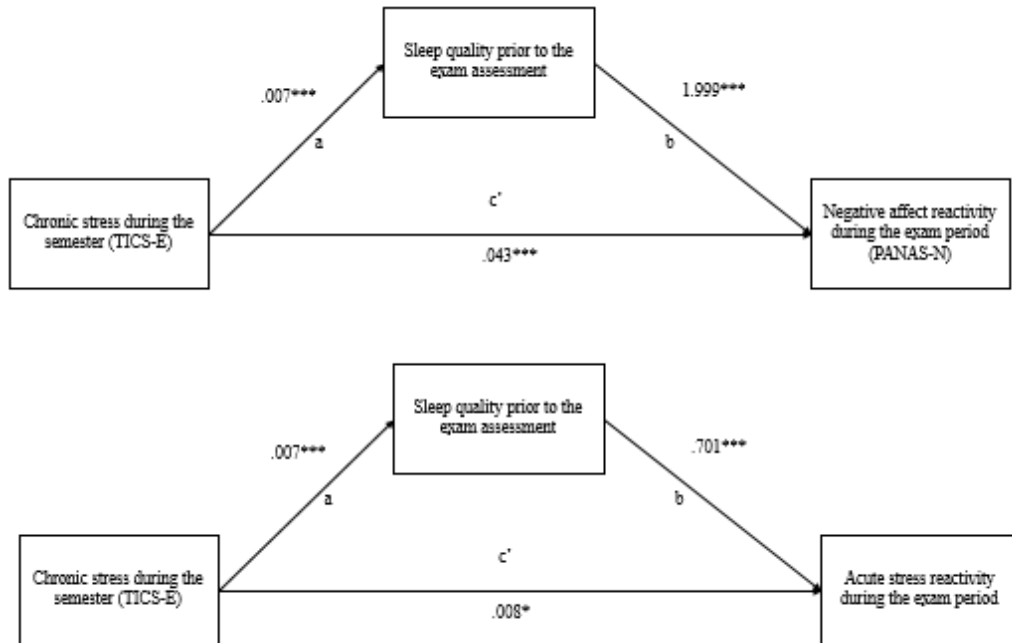 Sleep quality prior to the
exam assessment
.007***
1.999***
a
b
c'
Chronic stress during the
semester (TICS-E)
Negative affect reactivity
during the exam period
(PANAS-N)
.043***
Sleep quality prior to the
exam assessment
.007***
.701***
a
b
c'
Chronic stress during the
semester (TICS-E)
Acute stress reactivity
during the exam period
.008*